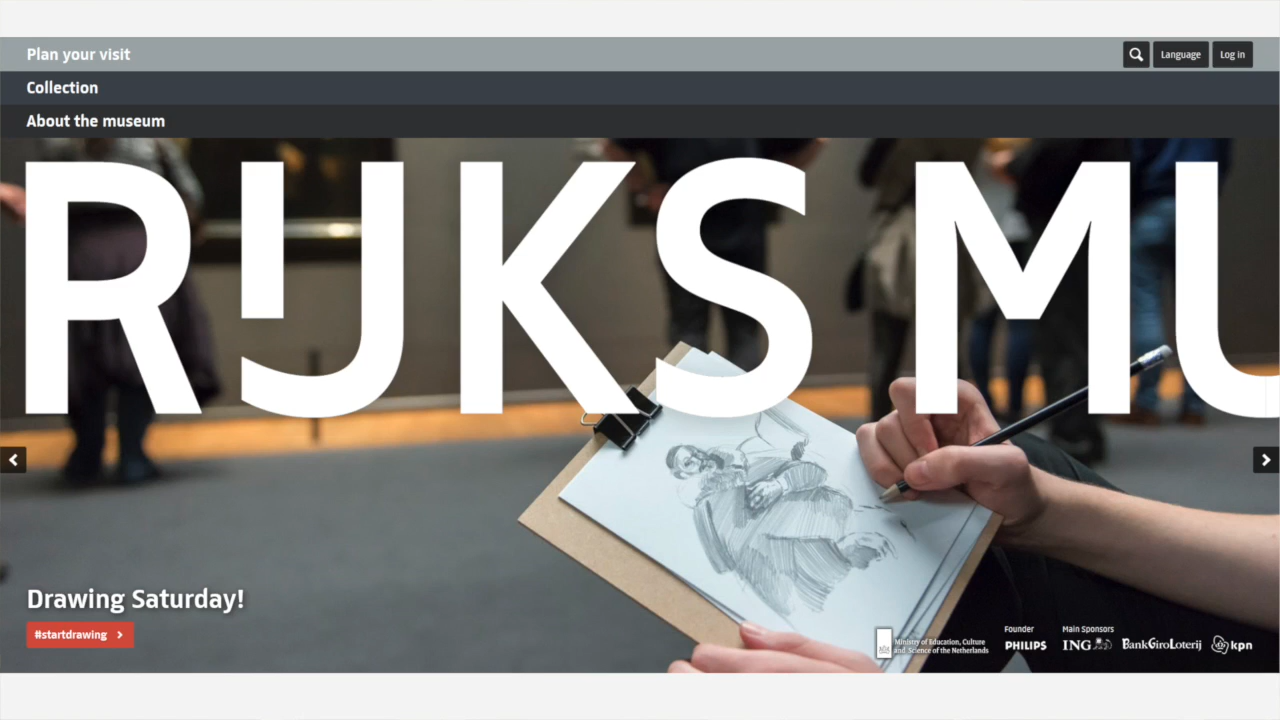 Plan your visit
Language
Log in
Collection
About the museum
RIJKS MU
Drawing Saturday!
#startdrawing
Ministry of Education, Culture
and Science of the Netherlands
Founder
PHILIPS
Main Sponsors
ING
BankGiroLoterij
kpn